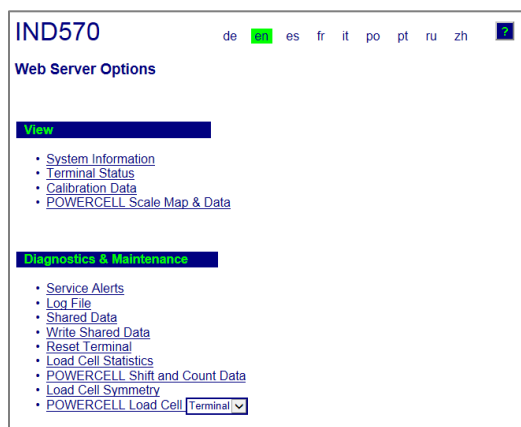 IND570 de en es fr it po pt ru zh ?
Web Server Options
View
• System Information
• Terminal Status
• Calibration Data
• POWERCELL Scale Map & Data
Diagnostics & Maintenance
• Service Alerts
• Log File
• Shared Data
• Write Shared Data
• Reset Terminal
• Load Cell Statistics
• POWERCELL Shift and Count Data
• Load Cell Symmetry
• POWERCELL Load Cell Terminal